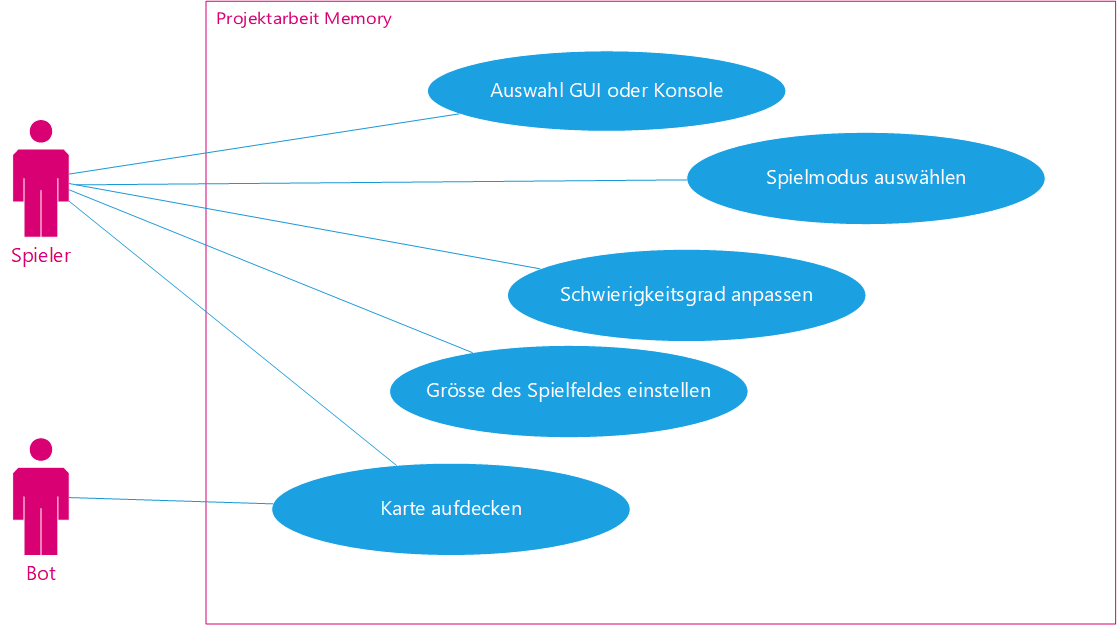 Projektarbeit Memory
Auswahl GUI oder Konsole
Spielmodus auswählen
Spieler
Schwierigkeitsgrad anpassen
Grösse des Spielfeldes einstellen
Karte aufdecken
Bot